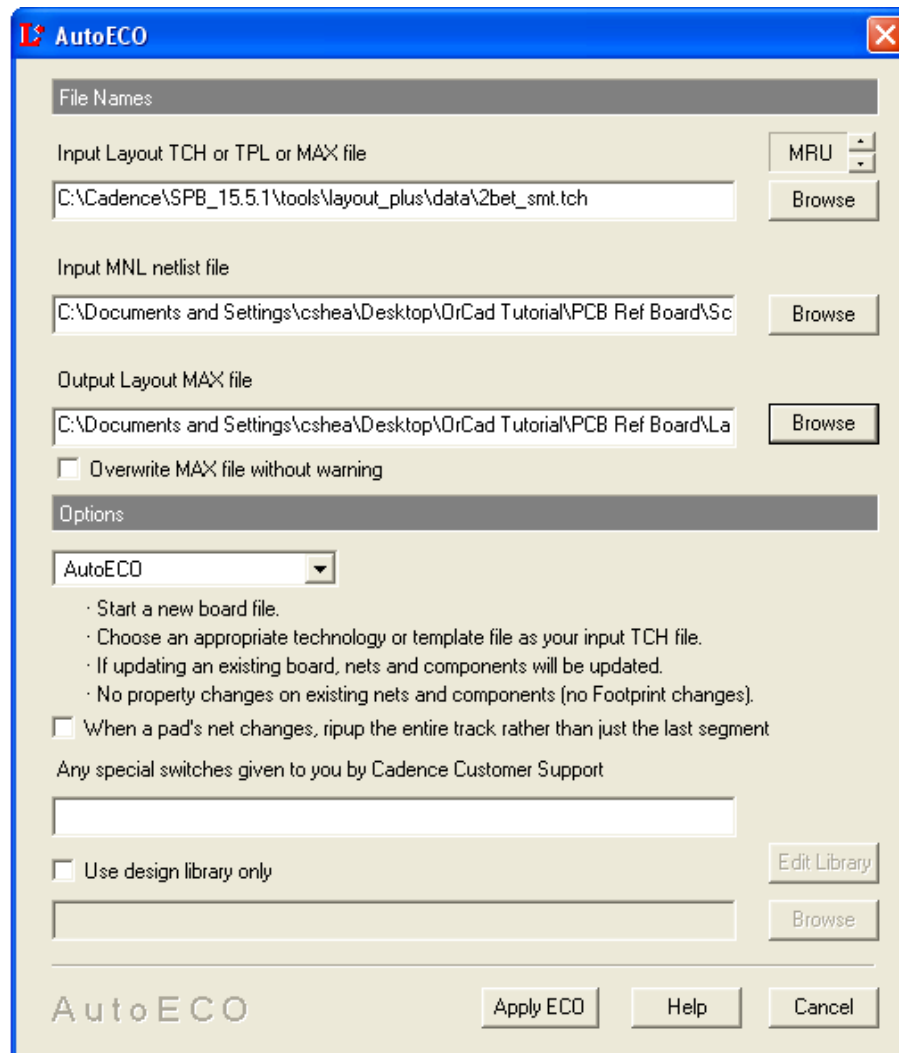 AutoECO
File Names
Input Layout TCH or TPL or MAX file
MRU
C:\Cadence\SPB_15.5.1\tools\layout_plus\data\2bet_smt.tch
Browse
Input MNL netlist file
C:\Documents and Settings\cshea\Desktop\OrCad Tutorial\PCB Ref Board\Sc
Browse
Output Layout MAX file
C:\Documents and Settings\cshea\Desktop\OrCad Tutorial\PCB Ref Board\La
Browse
Overwrite MAX file without warning
Options
AutoECO
· Start a new board file.
· Choose an appropriate technology or template file as your input TCH file.
· If updating an existing board, nets and components will be updated.
· No property changes on existing nets and components (no Footprint changes).
When a pad's net changes, ripup the entire track rather than just the last segment
Any special switches given to you by Cadence Customer Support
Edit Library
Use design library only
Browse
AutoECO
Apply ECO
Help
Cancel